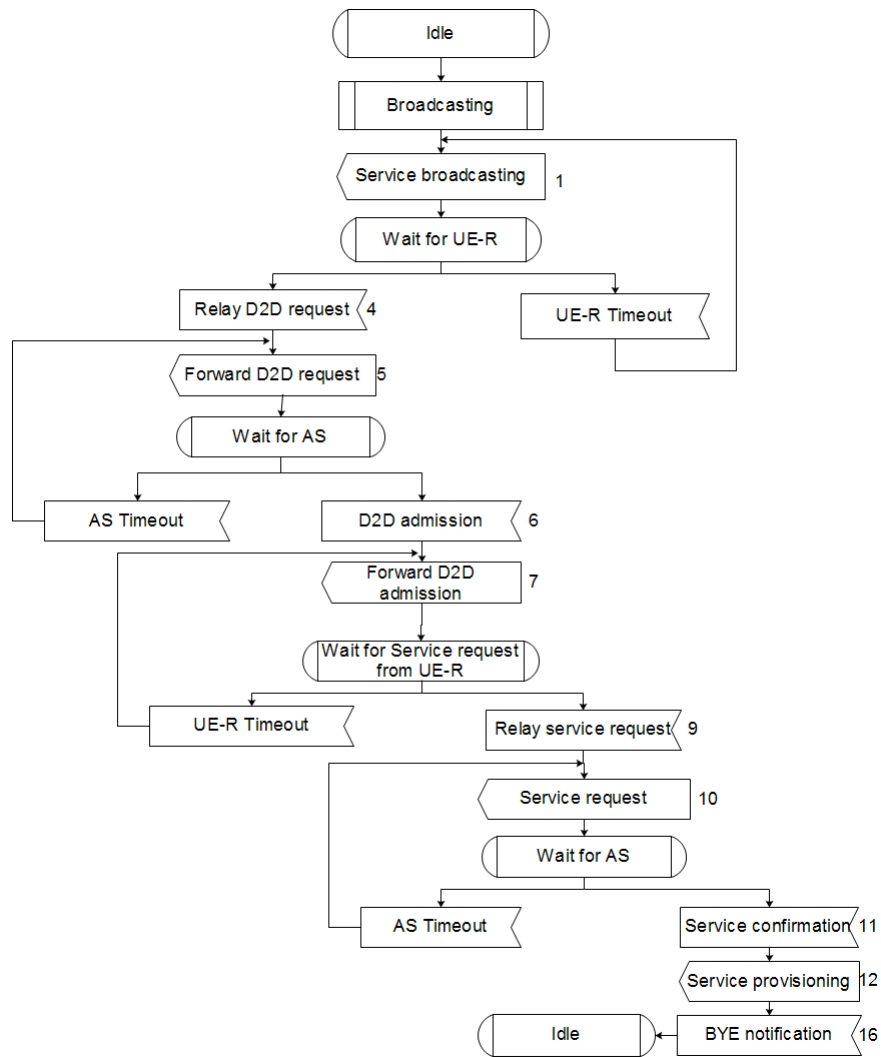 Idle
Broadcasting
Service broadcasting
1
Wait for UE-R
Relay D2D request
4
UE-R Timeout
Forward D2D request
5
Wait for AS
AS Timeout
D2D admission
6
Forward D2D
admission
7
Wait for Service request
from UE-R
UE-R Timeout
Relay service request
9
Service request
10
Wait for AS
AS Timeout
Service confirmation
11
Service provisioning
12
Idle
BYE notification
16